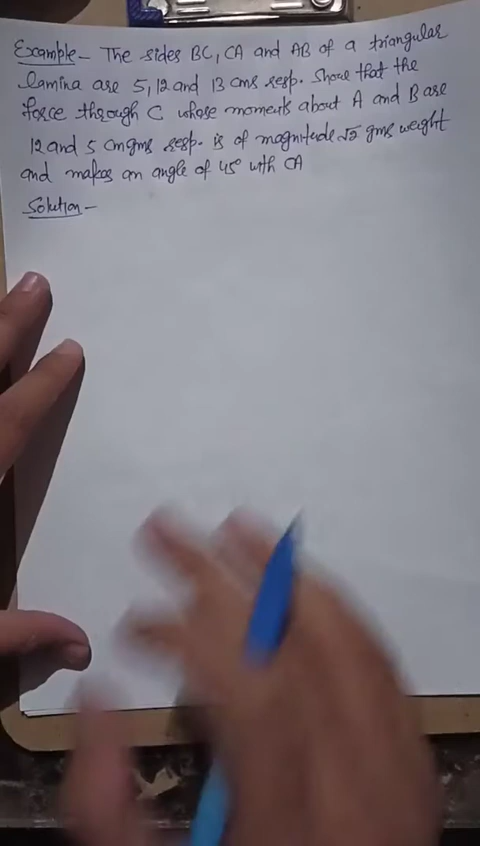 Example - The sides BC, CA and AB of a triangular
lamina are 5, 12 and 13 cms resp. Show that the
force through C whose moments about A and B are
12 and 5 cmgms resp. is of magnitude √2 gms weight
and makes an angle of 45° with CA
Solution -